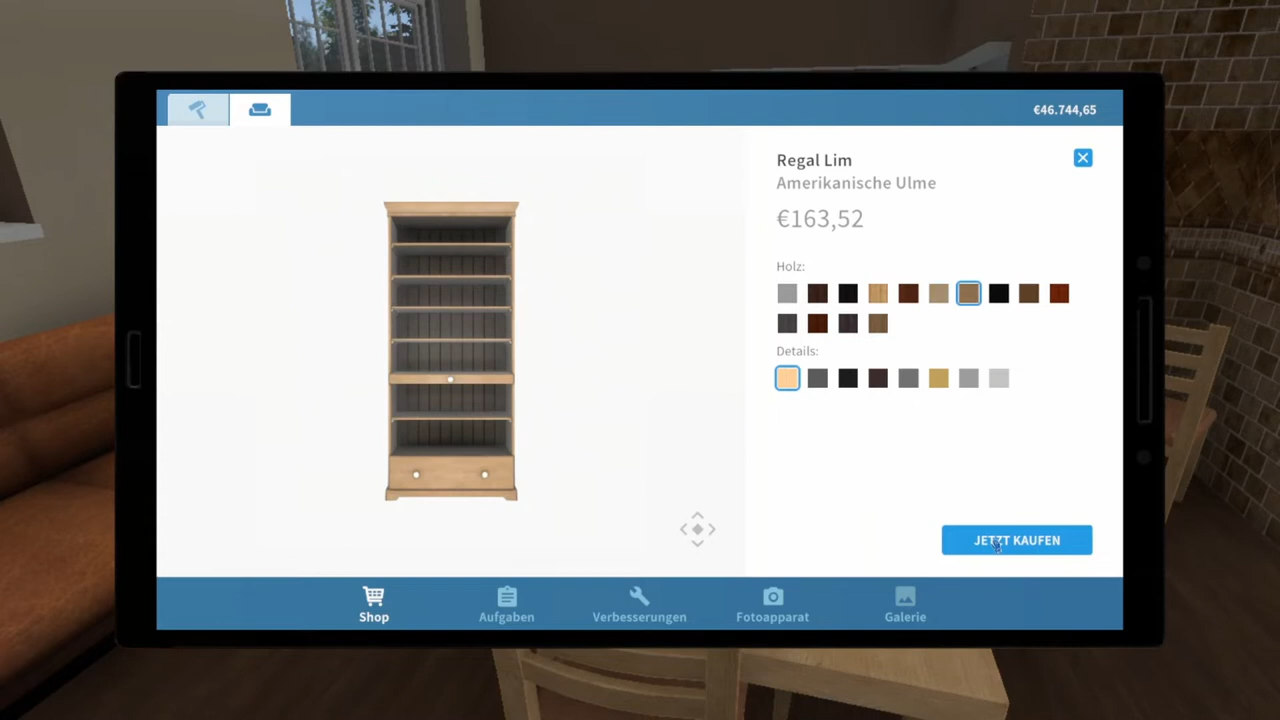 €46.744,65
Regal Lim
Amerikanische Ulme
€163,52
Holz:
Details:
JETZT KAUFEN
Shop
Aufgaben
Verbesserungen
Fotoapparat
Galerie